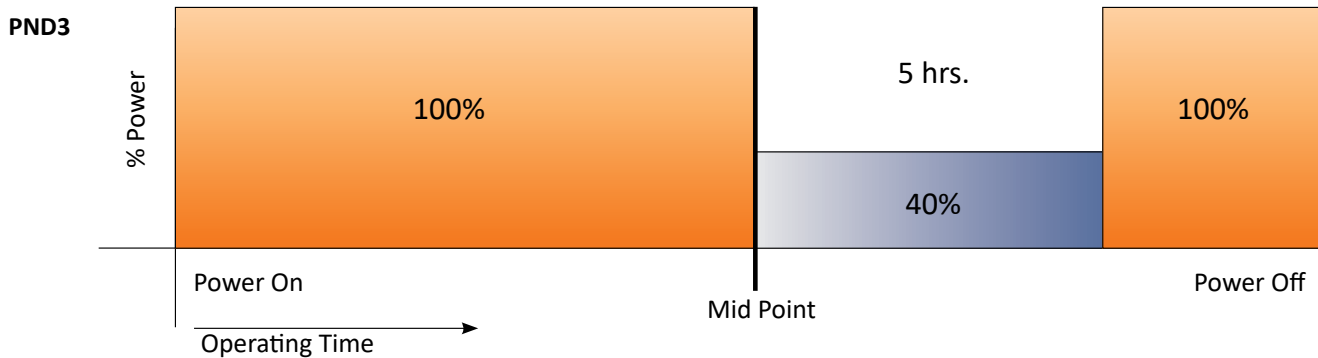 PND3
% Power
100%
5 hrs.
100%
40%
Power On
Power Off
Mid Point
Operating Time